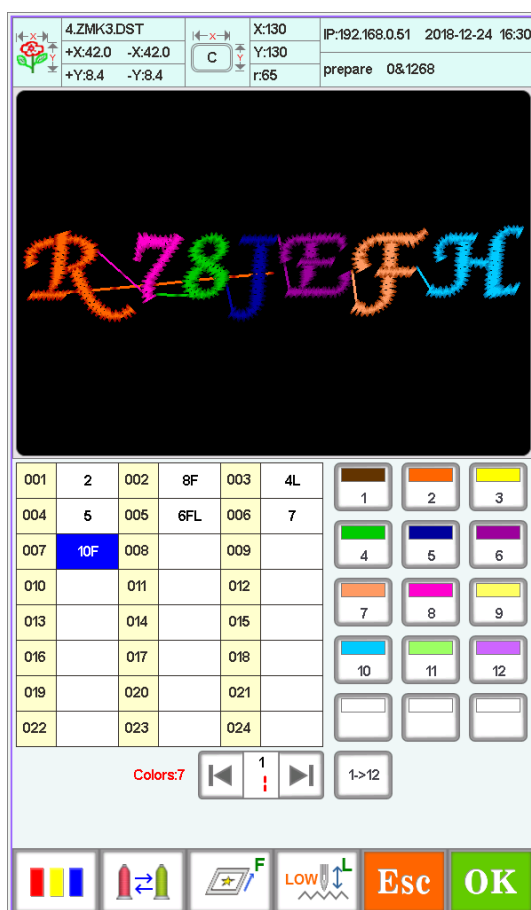 4.ZMK3.DST
+X:42.0 -X:42.0
+Y:8.4 -Y:8.4
X
Y
C
X
Y
X:130
Y:130
r:65
IP:192.168.0.51 2018-12-24 16:30
prepare 0&1268
R78JEFH
001 2 002 8F 003 4L
004 5 005 6FL 006 7
007 10F 008 009
010 011 012
013 014 015
016 017 018
019 020 021
022 023 024
1 2 3
4 5 6
7 8 9
10 11 12
Colors:7
1
1->12
F
LOW L
Esc
OK